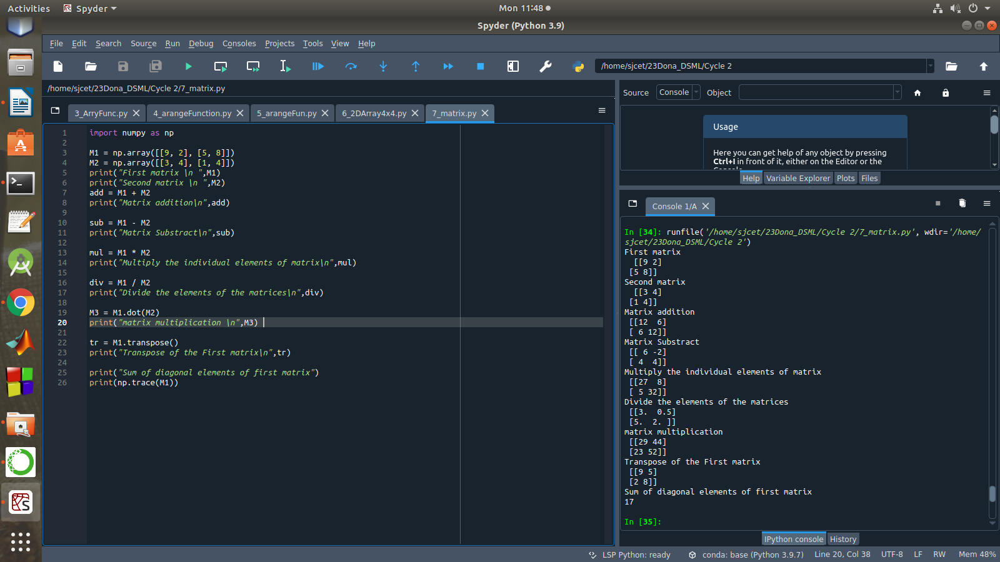 Activities Spyder Mon 11:48
Spyder (Python 3.9)
File Edit Search Source Run Debug Consoles Projects Tools View Help
/home/sjcet/23Dona_DSML/Cycle 2
/home/sjcet/23Dona_DSML/Cycle 2/7_matrix.py
3_ArryFunc.py 4_arangeFunction.py 5_arangeFun.py 6_2DArray4x4.py 7_matrix.py
1 import numpy as np
2
3 M1 = np.array([[9, 2], [5, 8]])
4 M2 = np.array([[3, 4], [1, 4]])
5 print("First matrix \n ",M1)
6 print("Second matrix \n ",M2)
7 add = M1 + M2
8 print("Matrix addition\n",add)
9
10 sub = M1 - M2
11 print("Matrix Substract\n",sub)
12
13 mul = M1 * M2
14 print("Multiply the individual elements of matrix\n",mul)
15
16 div = M1 / M2
17 print("Divide the elements of the matrices\n",div)
18
19 M3 = M1.dot(M2)
20 print("matrix multiplication \n",M3)
21
22 tr = M1.transpose()
23 print("Transpose of the First matrix\n",tr)
24
25 print("Sum of diagonal elements of first matrix")
26 print(np.trace(M1))
Source Console Object
Usage
Here you can get help of any object by pressing
Ctrl+I in front of it, either on the Editor or the
Help Variable Explorer Plots Files
Console 1/A
In [34]: runfile('/home/sjcet/23Dona_DSML/Cycle 2/7_matrix.py', wdir='/home/
sjcet/23Dona_DSML/Cycle 2')
First matrix
[[9 2]
[5 8]]
Second matrix
[[3 4]
[1 4]]
Matrix addition
[[12  6]
[ 6 12]]
Matrix Substract
[[ 6 -2]
[ 4  4]]
Multiply the individual elements of matrix
[[27  8]
[ 5 32]]
Divide the elements of the matrices
[[3.  0.5]
[5.  2. ]]
matrix multiplication
[[29 44]
[23 52]]
Transpose of the First matrix
[[9 5]
[2 8]]
Sum of diagonal elements of first matrix
17
In [35]:
IPython console History
LSP Python: ready conda: base (Python 3.9.7) Line 20, Col 38 UTF-8 LF RW Mem 48%